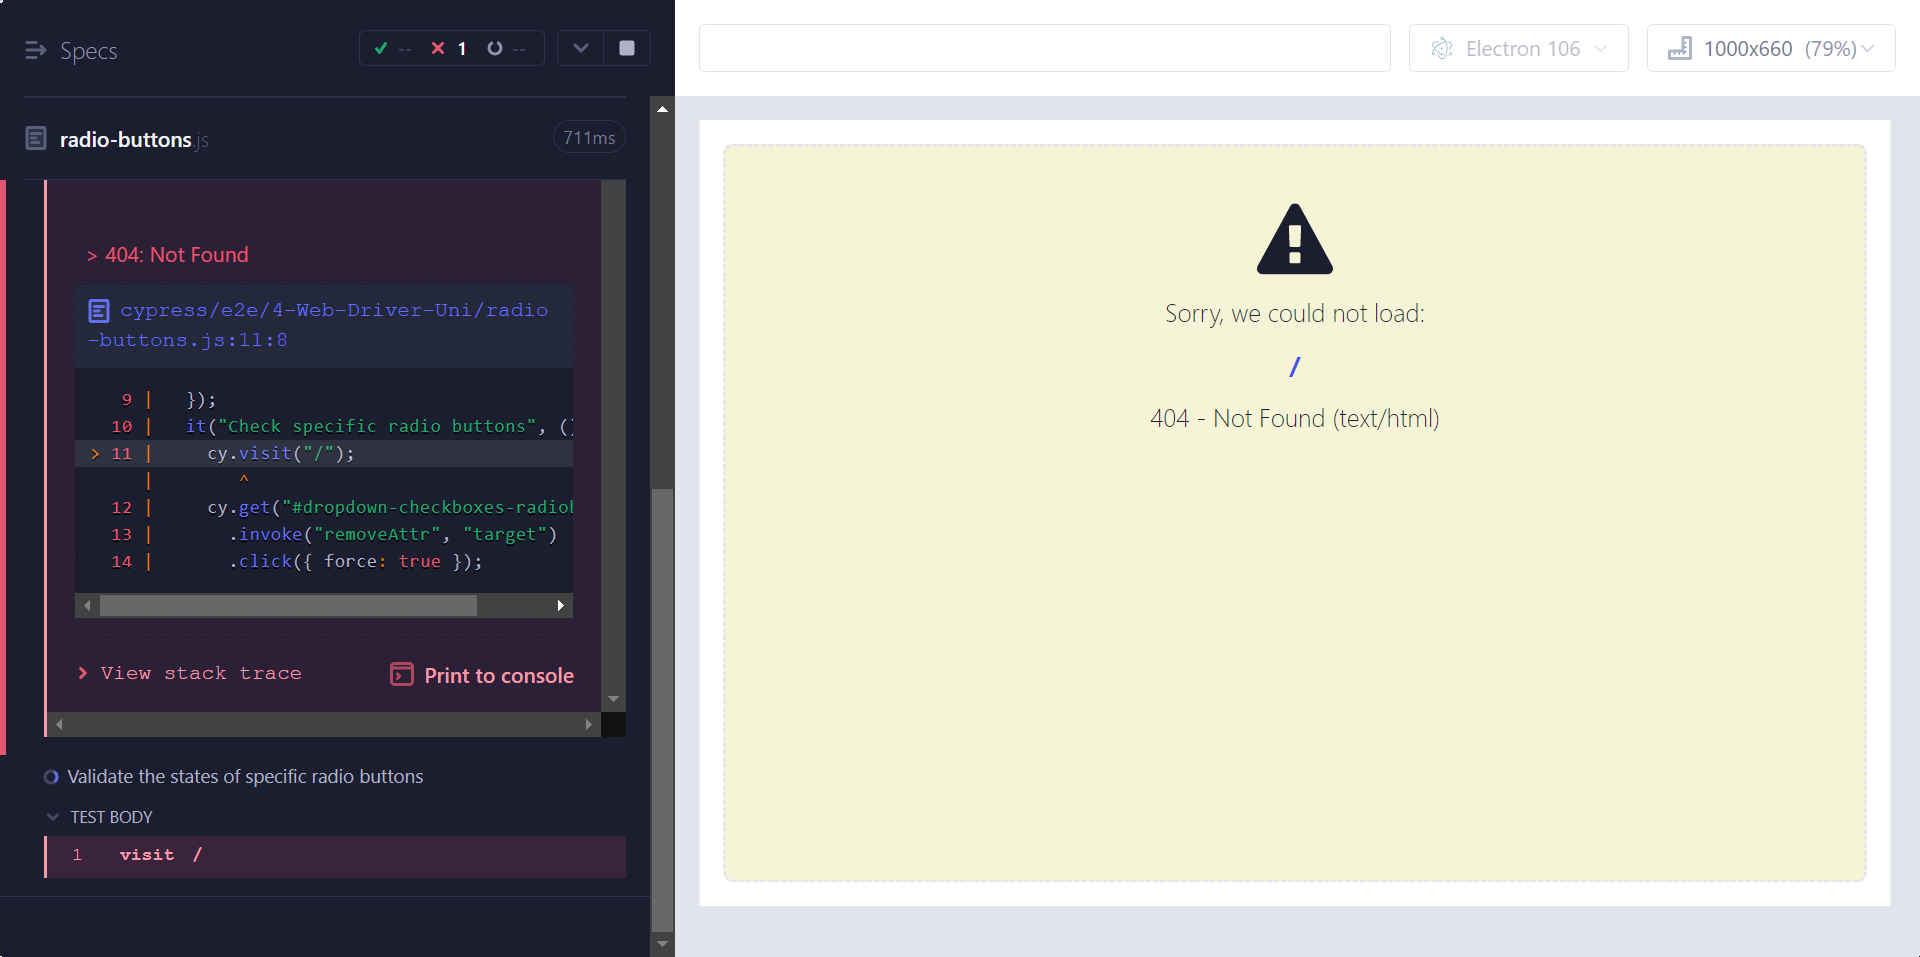 Specs
-- 1 --
radio-buttons.js
711ms
> 404: Not Found
cypress/e2e/4-Web-Driver-Uni/radio
-buttons.js:11:8
9 | });
10 | it("Check specific radio buttons", ()
> 11 | cy.visit("/");
| ^
12 | cy.get("#dropdown-checkboxes-radiob
13 | .invoke("removeAttr", "target")
14 | .click({ force: true });
View stack trace
Print to console
Validate the states of specific radio buttons
TEST BODY
1 visit /
Electron 106
1000x660 (79%)
Sorry, we could not load:
/
404 - Not Found (text/html)